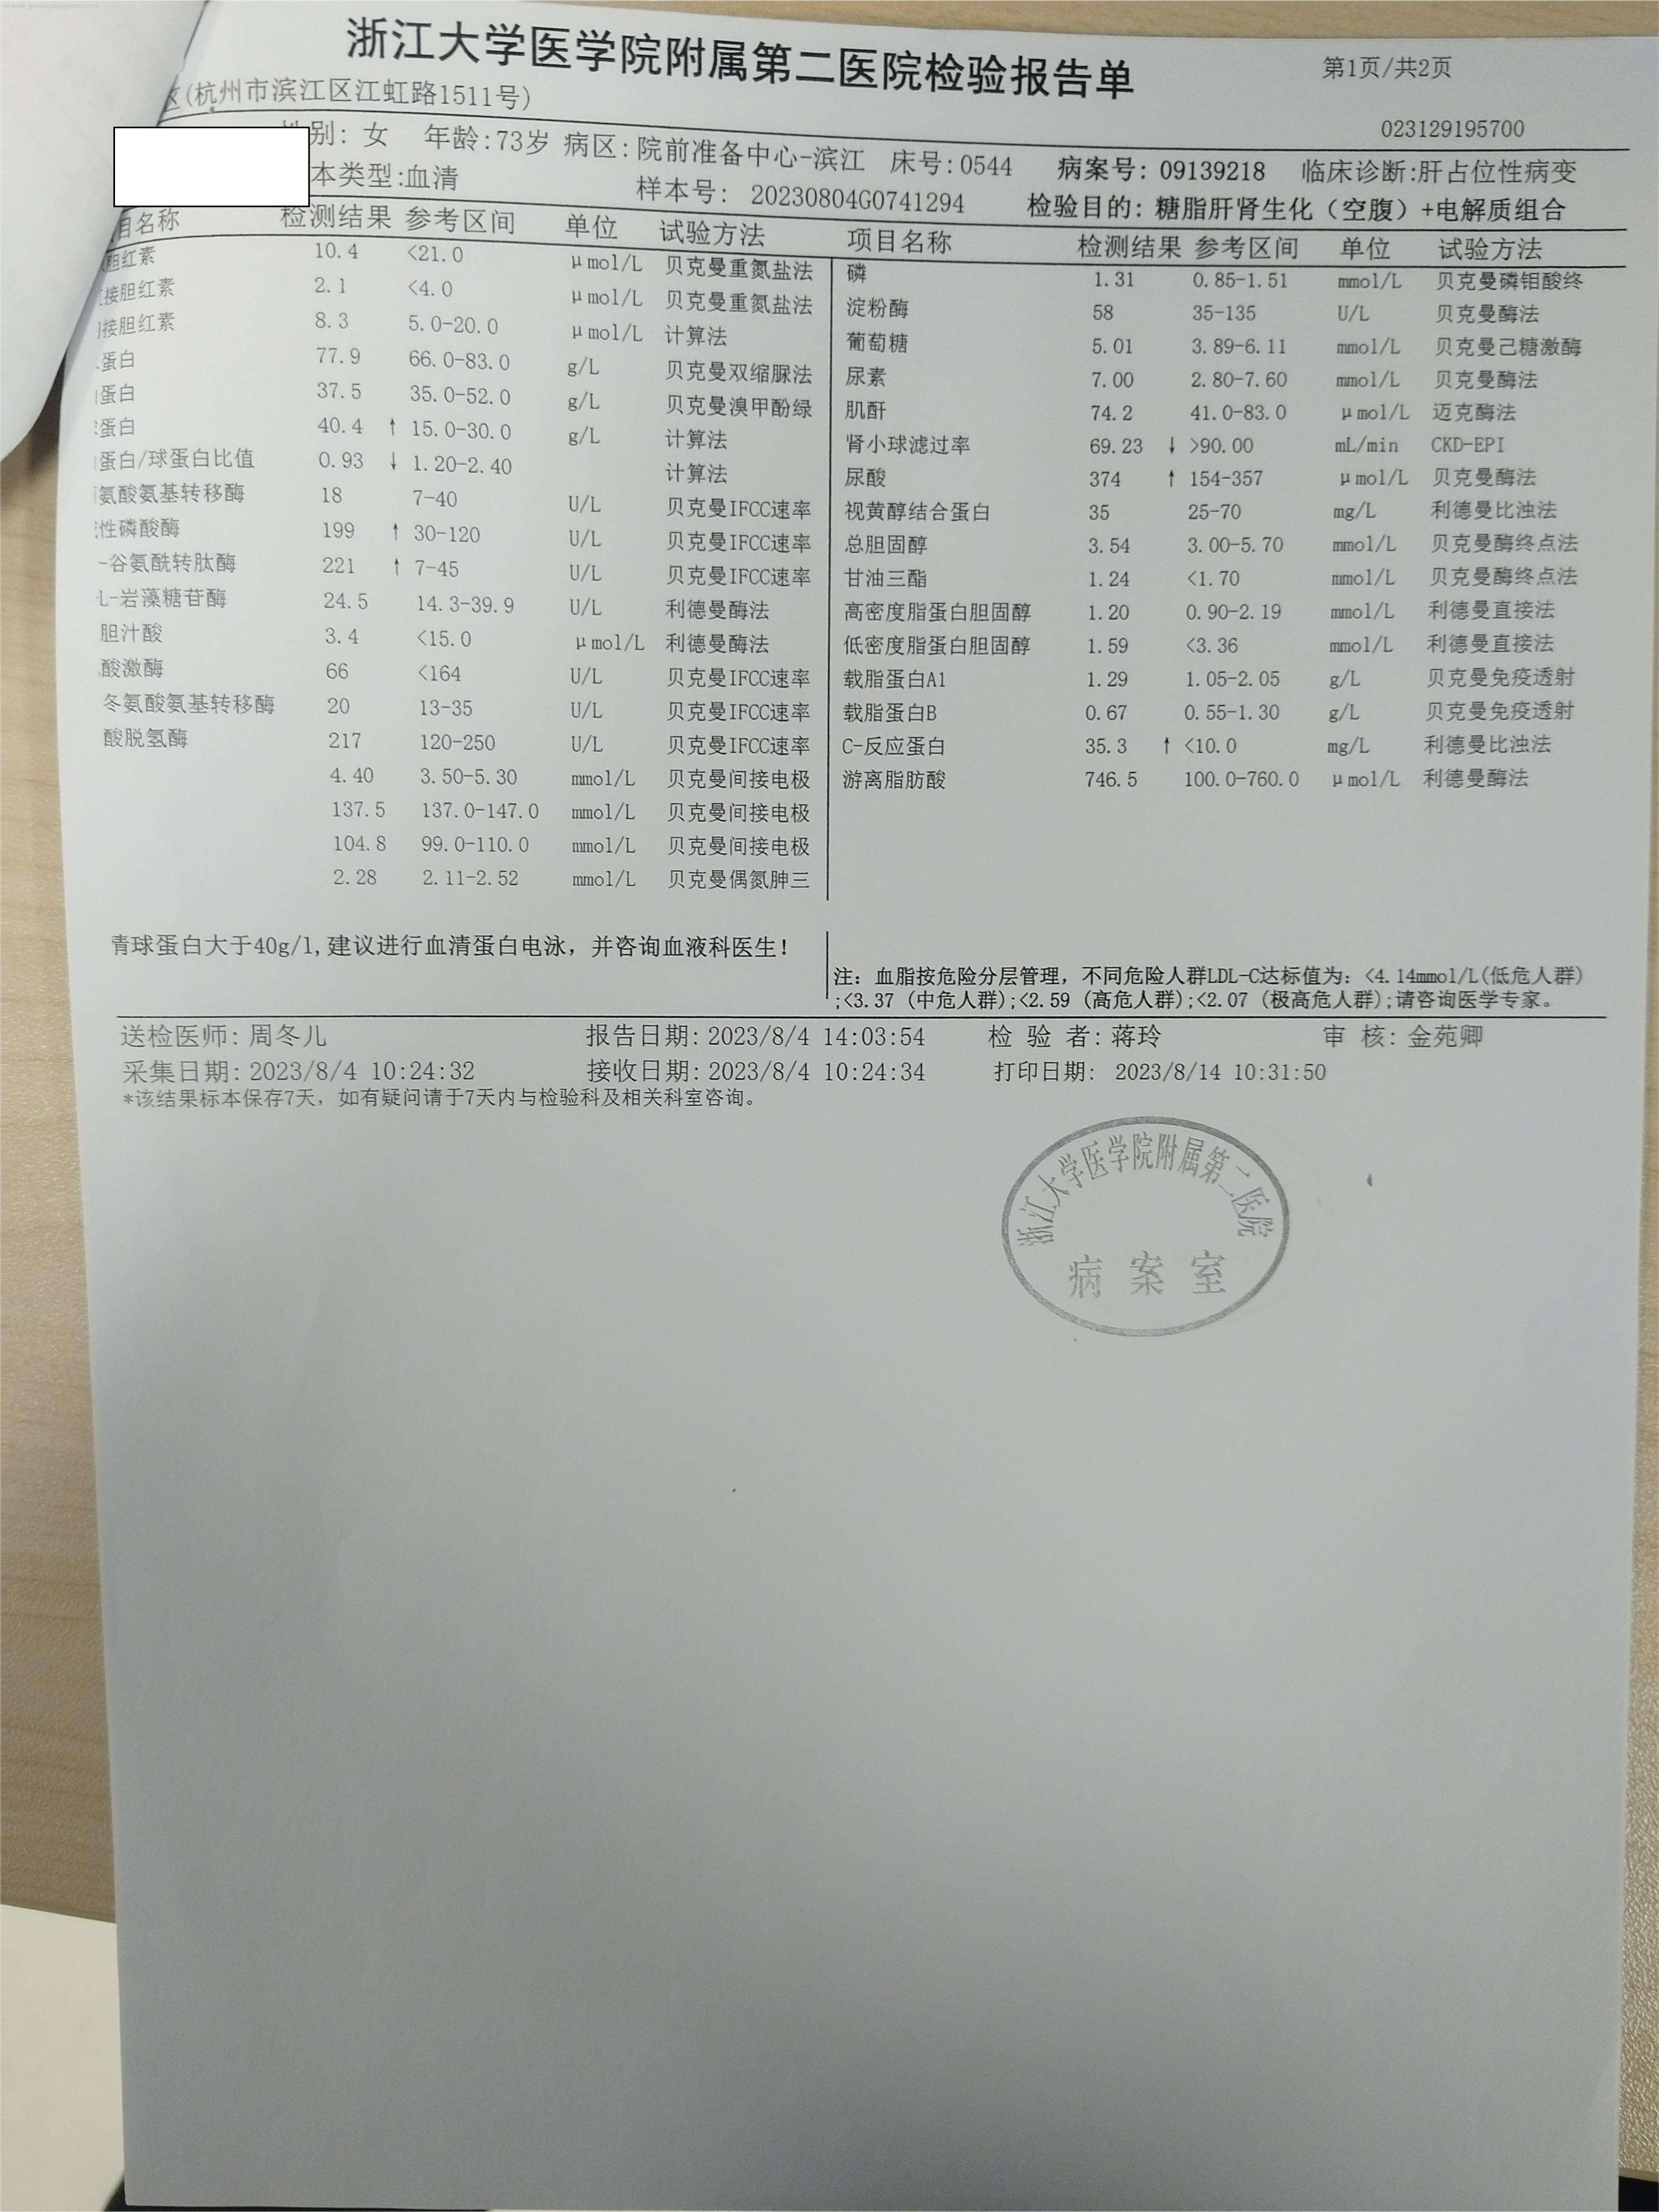 浙江大学医学院附属第二医院检验报告单
第1页/共2页
(杭州市滨江区江虹路1511号)
023129195700
性别: 女 年龄:73岁 病区:院前准备中心-滨江 床号:0544 病案号: 09139218 临床诊断:肝占位性病变
本类型:血清 样本号: 20230804G0741294 检验目的: 糖脂肝肾生化（空腹）+电解质组合
目名称 检测结果 参考区间 单位 试验方法
胆红素 10.4 <21.0 μmol/L 贝克曼重氮盐法
接胆红素 2.1 <4.0 μmol/L 贝克曼重氮盐法
接胆红素 8.3 5.0-20.0 μmol/L 计算法
蛋白 77.9 66.0-83.0 g/L 贝克曼双缩脲法
蛋白 37.5 35.0-52.0 g/L 贝克曼溴甲酚绿
蛋白 40.4 ↑ 15.0-30.0 g/L 计算法
蛋白/球蛋白比值 0.93 ↓ 1.20-2.40 计算法
氨酸氨基转移酶 18 7-40 U/L 贝克曼IFCC速率
性磷酸酶 199 ↑ 30-120 U/L 贝克曼IFCC速率
-谷氨酰转肽酶 221 ↑ 7-45 U/L 贝克曼IFCC速率
-L-岩藻糖苷酶 24.5 14.3-39.9 U/L 利德曼酶法
胆汁酸 3.4 <15.0 μmol/L 利德曼酶法
酸激酶 66 <164 U/L 贝克曼IFCC速率
冬氨酸氨基转移酶 20 13-35 U/L 贝克曼IFCC速率
酸脱氢酶 217 120-250 U/L 贝克曼IFCC速率
4.40 3.50-5.30 mmol/L 贝克曼间接电极
137.5 137.0-147.0 mmol/L 贝克曼间接电极
104.8 99.0-110.0 mmol/L 贝克曼间接电极
2.28 2.11-2.52 mmol/L 贝克曼偶氮胂三
项目名称 检测结果 参考区间 单位 试验方法
磷 1.31 0.85-1.51 mmol/L 贝克曼磷钼酸终
淀粉酶 58 35-135 U/L 贝克曼酶法
葡萄糖 5.01 3.89-6.11 mmol/L 贝克曼己糖激酶
尿素 7.00 2.80-7.60 mmol/L 贝克曼酶法
肌酐 74.2 41.0-83.0 μmol/L 迈克酶法
肾小球滤过率 69.23 ↓ >90.00 mL/min CKD-EPI
尿酸 374 ↑ 154-357 μmol/L 贝克曼酶法
视黄醇结合蛋白 35 25-70 mg/L 利德曼比浊法
总胆固醇 3.54 3.00-5.70 mmol/L 贝克曼酶终点法
甘油三酯 1.24 <1.70 mmol/L 贝克曼酶终点法
高密度脂蛋白胆固醇 1.20 0.90-2.19 mmol/L 利德曼直接法
低密度脂蛋白胆固醇 1.59 <3.36 mmol/L 利德曼直接法
载脂蛋白A1 1.29 1.05-2.05 g/L 贝克曼免疫透射
载脂蛋白B 0.67 0.55-1.30 g/L 贝克曼免疫透射
C-反应蛋白 35.3 ↑ <10.0 mg/L 利德曼比浊法
游离脂肪酸 746.5 100.0-760.0 μmol/L 利德曼酶法
清球蛋白大于40g/l,建议进行血清蛋白电泳，并咨询血液科医生!
注: 血脂按危险分层管理，不同危险人群LDL-C达标值为: <4.14mmol/L(低危人群)
;<3.37 (中危人群);<2.59 (高危人群);<2.07 (极高危人群);请咨询医学专家。
送检医师: 周冬儿 报告日期: 2023/8/4 14:03:54 检 验 者: 蒋玲 审 核: 金苑卿
采集日期: 2023/8/4 10:24:32 接收日期: 2023/8/4 10:24:34 打印日期: 2023/8/14 10:31:50
*该结果标本保存7天，如有疑问请于7天内与检验科及相关科室咨询。
浙江大学医学院附属第二医院
病案室